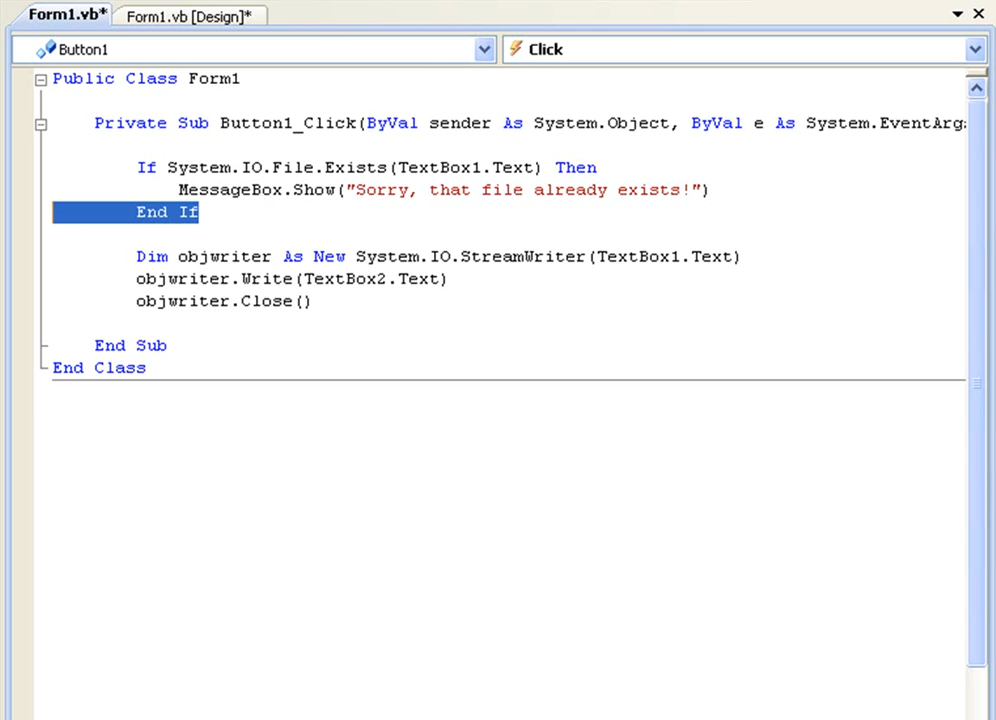 Form1.vb* Form1.vb [Design]*
Button1 Click
Public Class Form1
Private Sub Button1_Click(ByVal sender As System.Object, ByVal e As System.EventArg
If System.IO.File.Exists(TextBox1.Text) Then
MessageBox.Show("Sorry, that file already exists!")
End If
Dim objwriter As New System.IO.StreamWriter(TextBox1.Text)
objwriter.Write(TextBox2.Text)
objwriter.Close()
End Sub
End Class